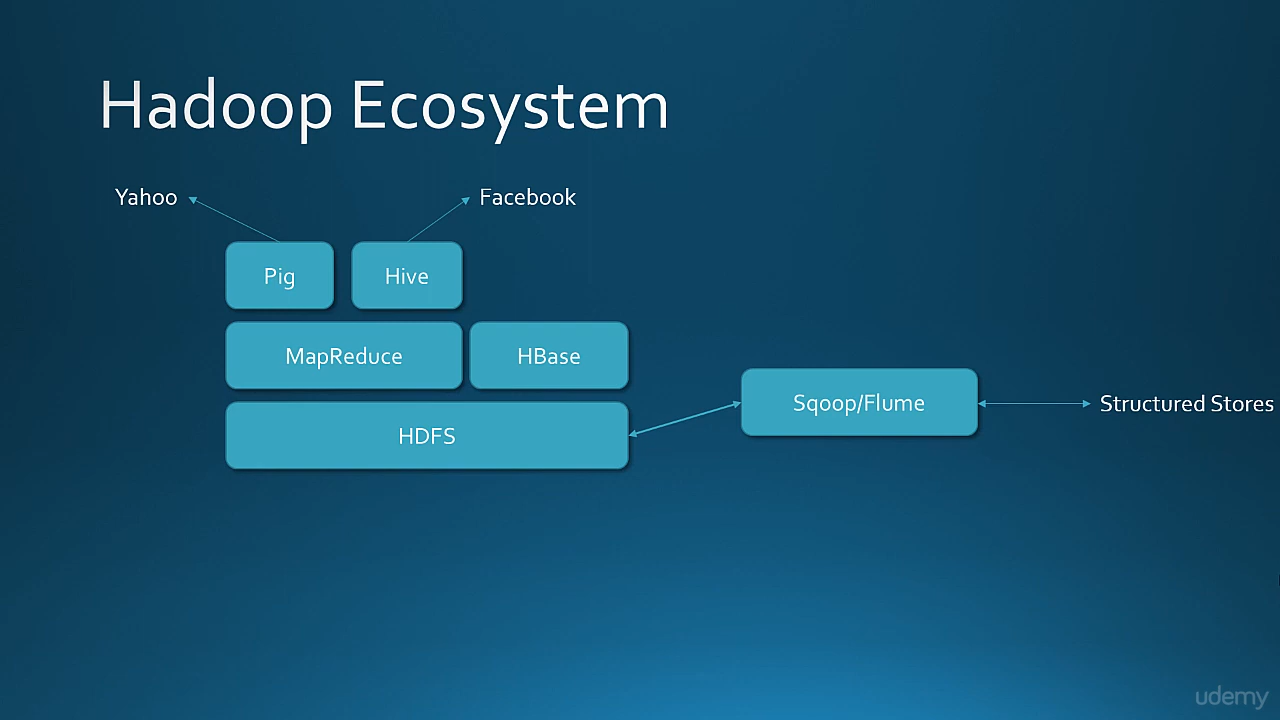 Hadoop Ecosystem
Yahoo
Facebook
Pig
Hive
MapReduce
HBase
Sqoop/Flume
Structured Stores
HDFS
udemy